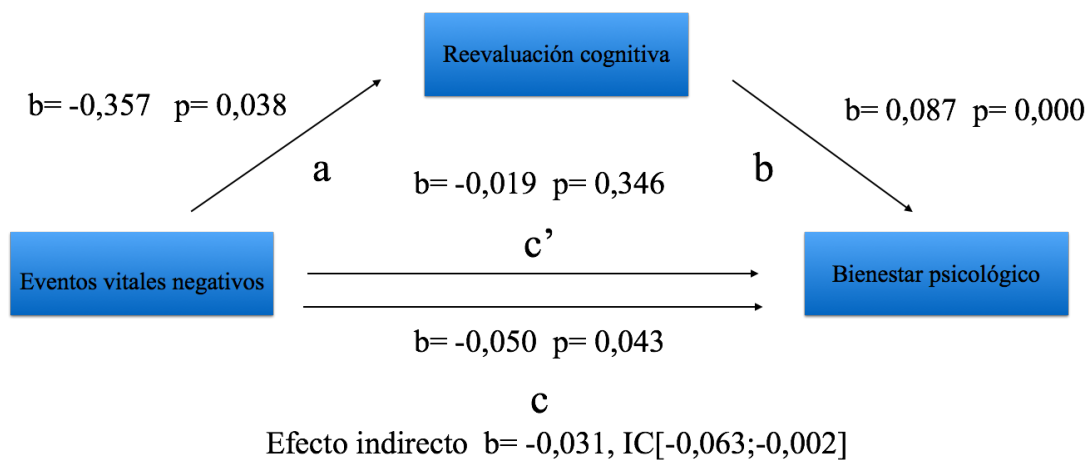 Reevaluación cognitiva
b= -0,357 p= 0,038
b= 0,087 p= 0,000
a
b= -0,019 p= 0,346
b
c’
Eventos vitales negativos
Bienestar psicológico
b= -0,050 p= 0,043
c
Efecto indirecto b= -0,031, IC[-0,063;-0,002]